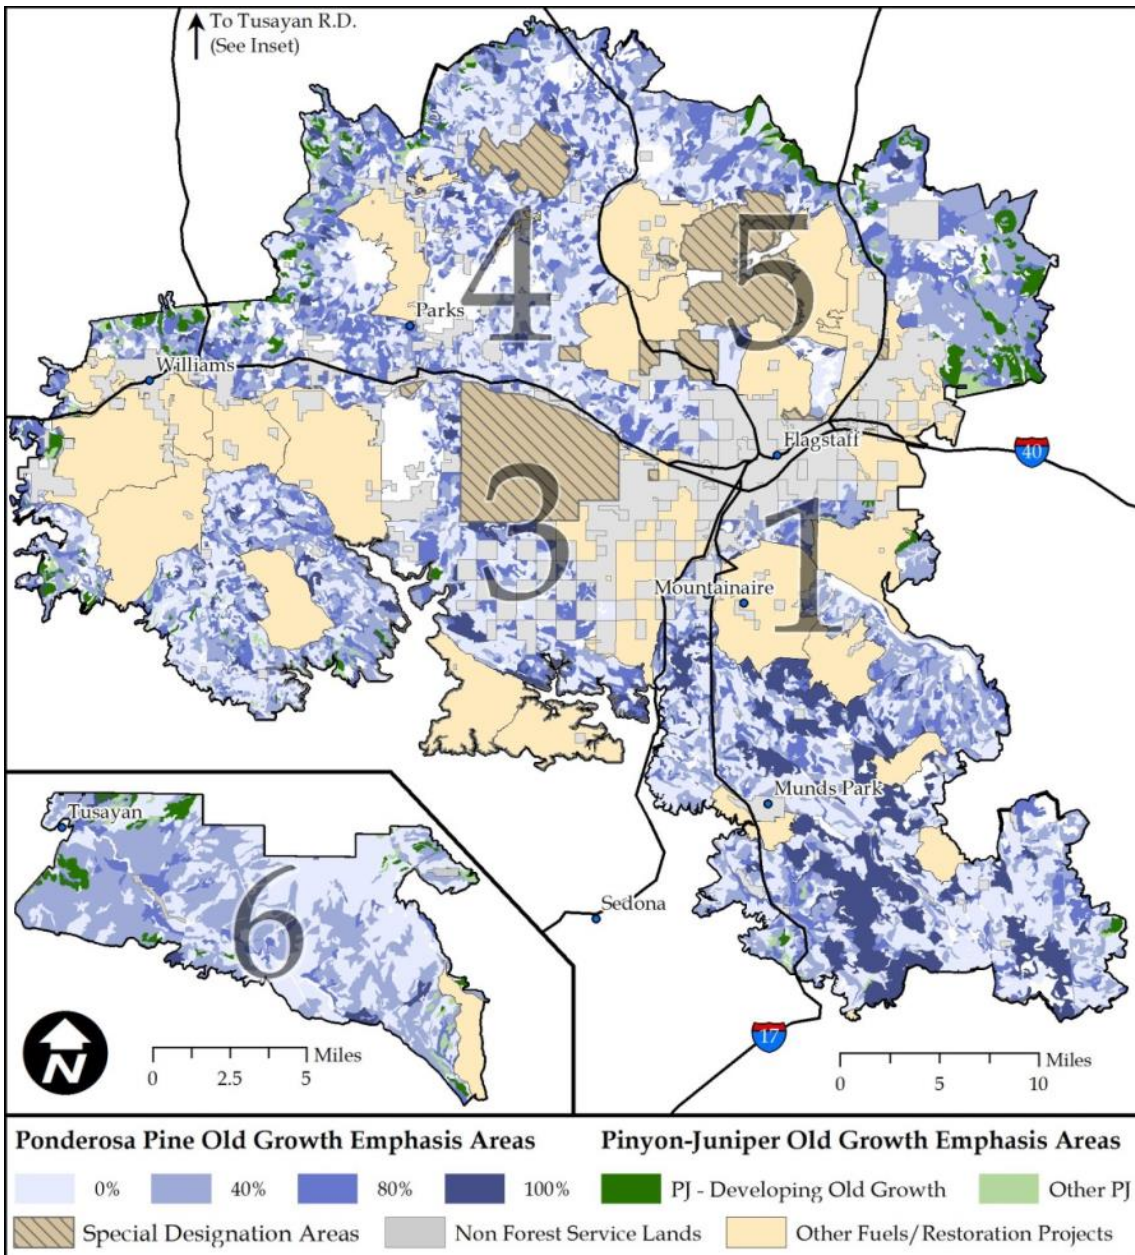 To Tusayan R.D.
(See Inset)
4
5
Parks
Williams
Flagstaff
40
3
1
Mountainaire
Munds Park
Tusayan
6
Sedona
17
N
Miles
0 2.5 5
Miles
0 5 10
Ponderosa Pine Old Growth Emphasis Areas
Pinyon-Juniper Old Growth Emphasis Areas
0% 40% 80% 100%
PJ - Developing Old Growth Other PJ
Special Designation Areas Non Forest Service Lands Other Fuels/Restoration Projects